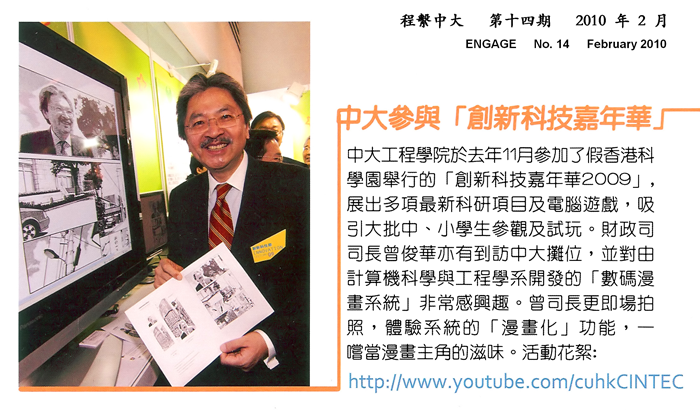 程繫中大 第十四期 2010 年 2 月
ENGAGE No. 14 February 2010
中大參與「創新科技嘉年華」
中大工程學院於去年11月參加了假香港科
學園舉行的「創新科技嘉年華2009」,
展出多項最新科研項目及電腦遊戲，吸
引大批中、小學生參觀及試玩。財政司
司長曾俊華亦有到訪中大攤位，並對由
計算機科學與工程學系開發的「數碼漫
畫系統」非常感興趣。曾司長更即場拍
照，體驗系統的「漫畫化」功能，一
嚐當漫畫主角的滋味。活動花絮:
http://www.youtube.com/cuhkCINTEC